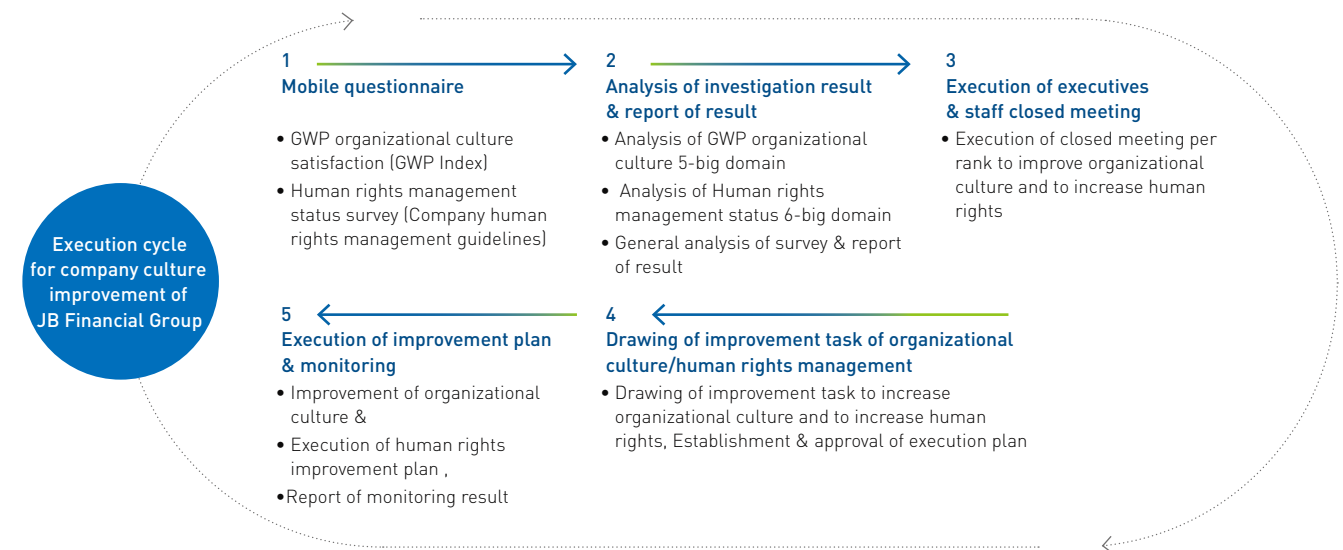 Execution cycle
for company culture
improvement of
JB Financial Group
1
Mobile questionnaire
• GWP organizational culture
satisfaction (GWP Index)
• Human rights management
status survey (Company human
rights management guidelines)
2
Analysis of investigation result
& report of result
• Analysis of GWP organizational
culture 5-big domain
• Analysis of Human rights
management status 6-big domain
• General analysis of survey & report
of result
3
Execution of executives
& staff closed meeting
• Execution of closed meeting per
rank to improve organizational
culture and to increase human
rights
4
Drawing of improvement task of organizational
culture/human rights management
• Drawing of improvement task to increase
organizational culture and to increase human
rights, Establishment & approval of execution plan
5
Execution of improvement plan
& monitoring
• Improvement of organizational
culture &
• Execution of human rights
improvement plan ,
•Report of monitoring result